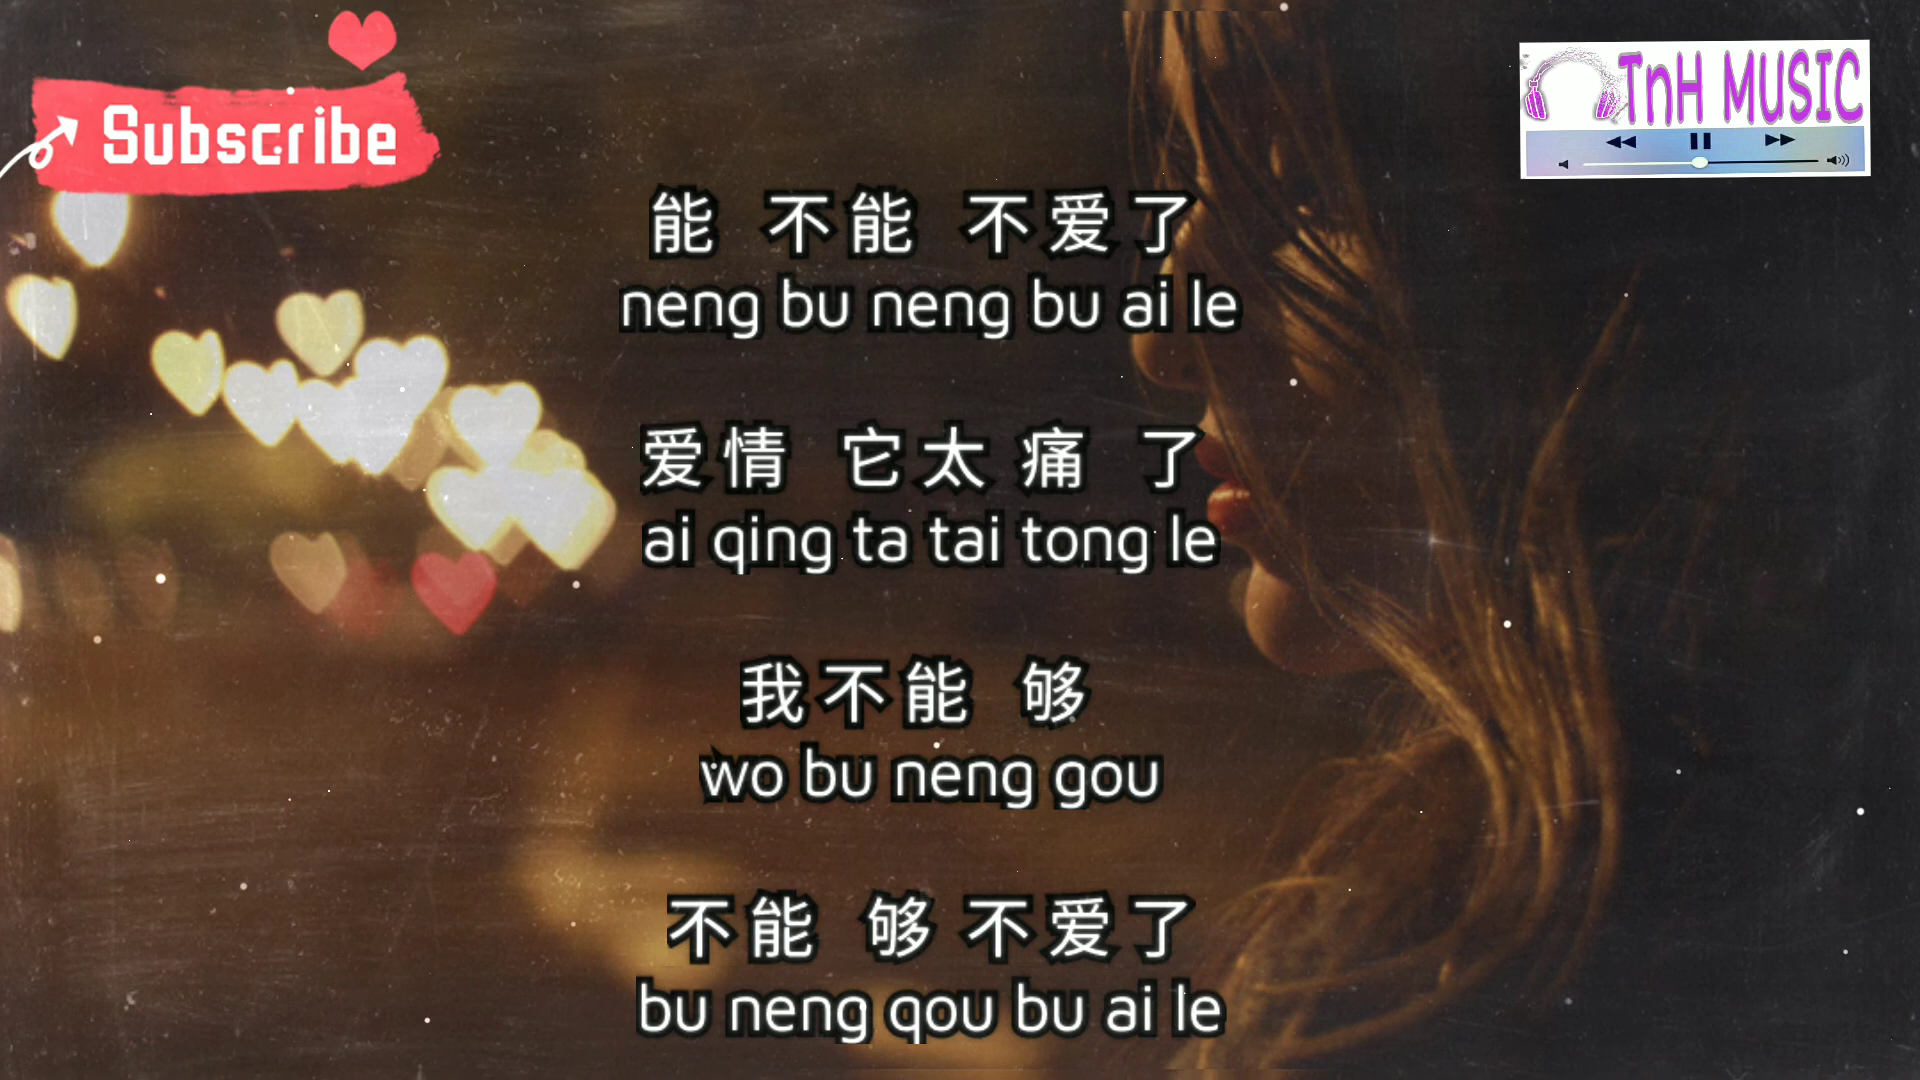 Subscribe
TnH MUSIC
能 不能 不爱了
neng bu neng bu ai le
爱情 它太 痛 了
ai qing ta tai tong le
我不能 够
wo bu neng gou
不能 够 不爱了
bu neng gou bu ai le